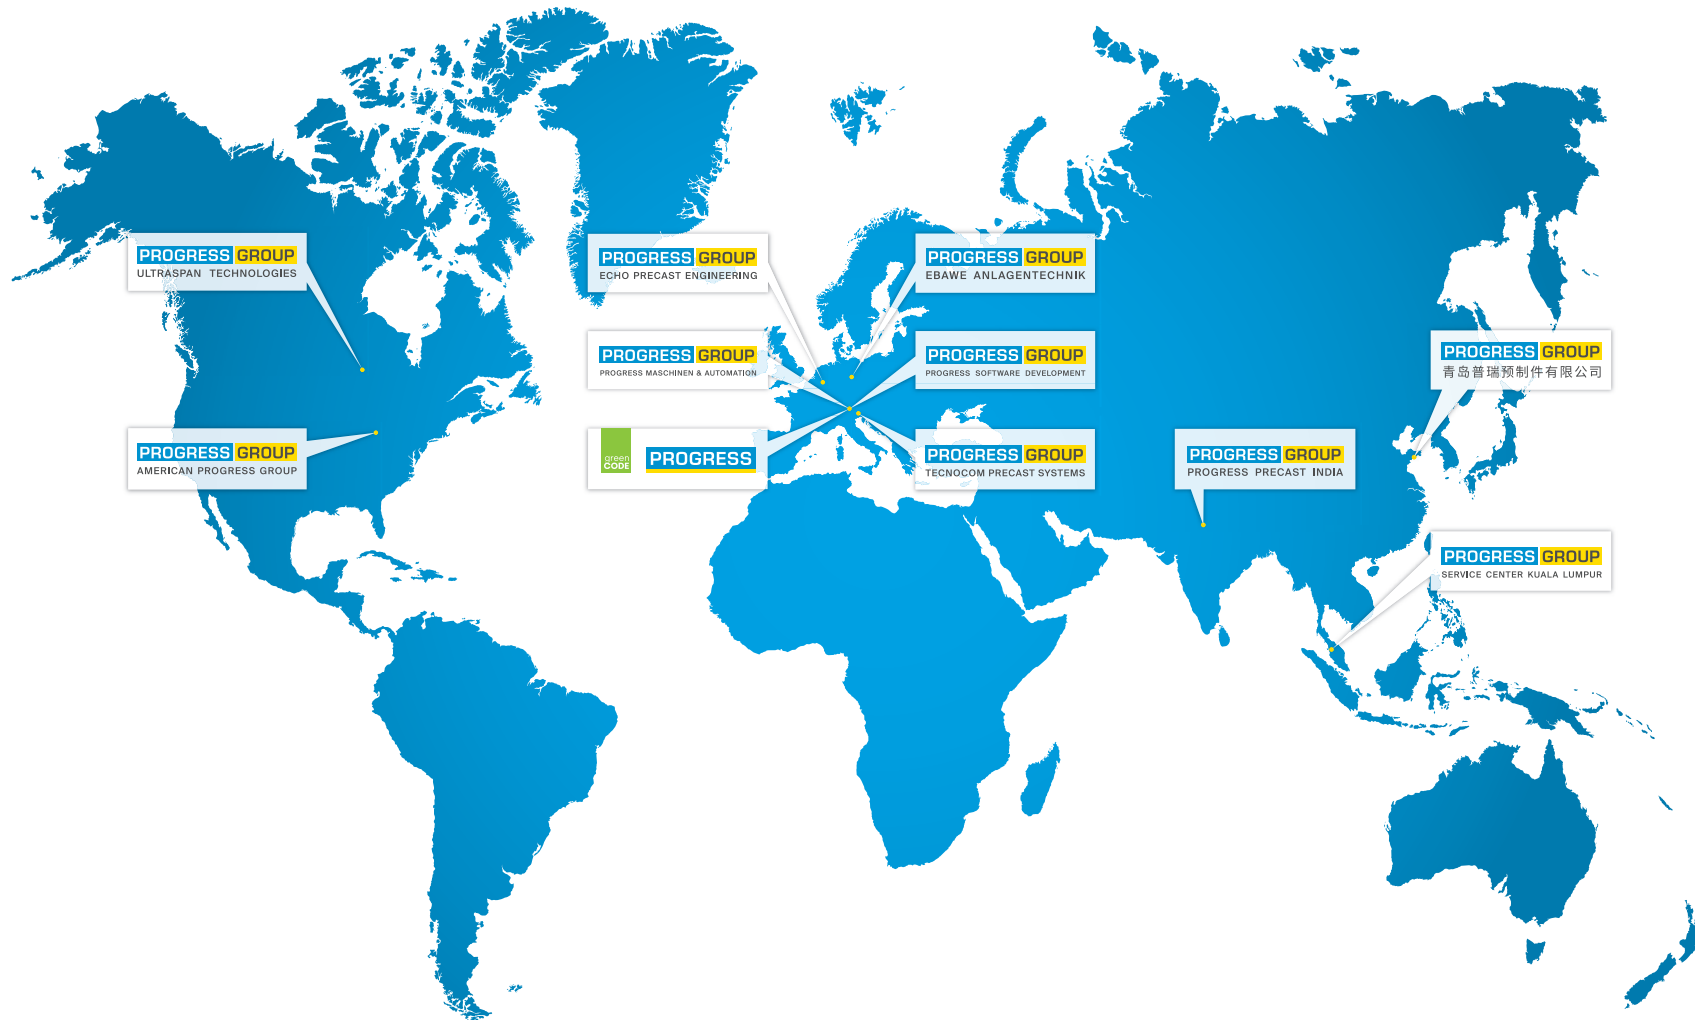 PROGRESS GROUP
ULTRASPAN TECHNOLOGIES
PROGRESS GROUP
ECHO PRECAST ENGINEERING
PROGRESS GROUP
EBAWE ANLAGENTECHNIK
PROGRESS GROUP
PROGRESS MASCHINEN & AUTOMATION
PROGRESS GROUP
PROGRESS SOFTWARE DEVELOPMENT
PROGRESS GROUP
青岛普瑞预制件有限公司
PROGRESS GROUP
AMERICAN PROGRESS GROUP
green
CODE
PROGRESS
PROGRESS GROUP
TECNOCOM PRECAST SYSTEMS
PROGRESS GROUP
PROGRESS PRECAST INDIA
PROGRESS GROUP
SERVICE CENTER KUALA LUMPUR